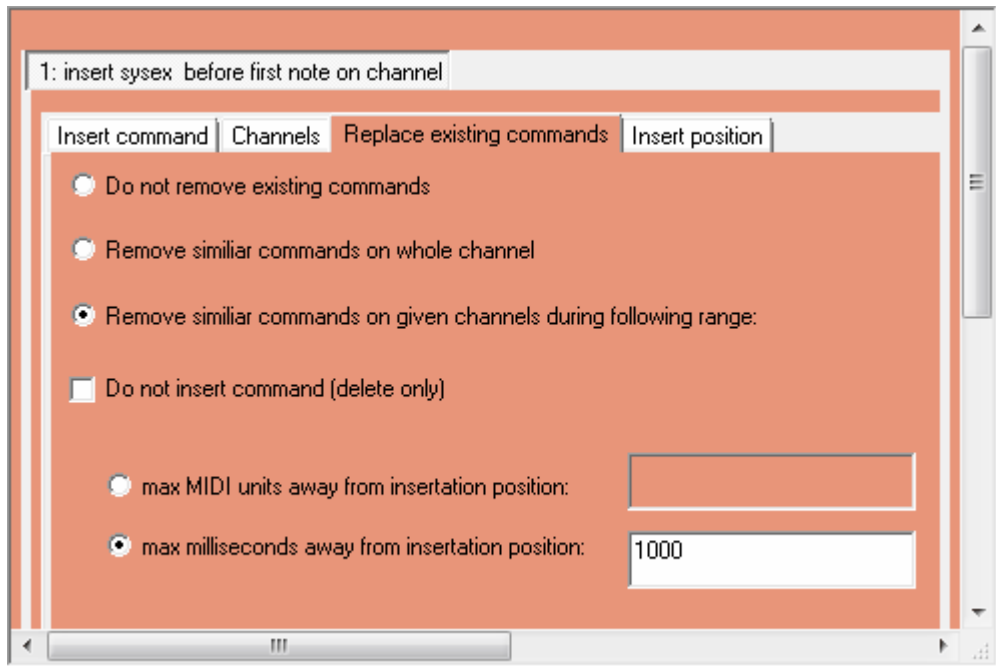 1: insert sysex  before first note on channel
Insert command Channels Replace existing commands Insert position
Do not remove existing commands
Remove similiar commands on whole channel
Remove similiar commands on given channels during following range:
Do not insert command (delete only)
max MIDI units away from insertation position:
max milliseconds away from insertation position: 1000